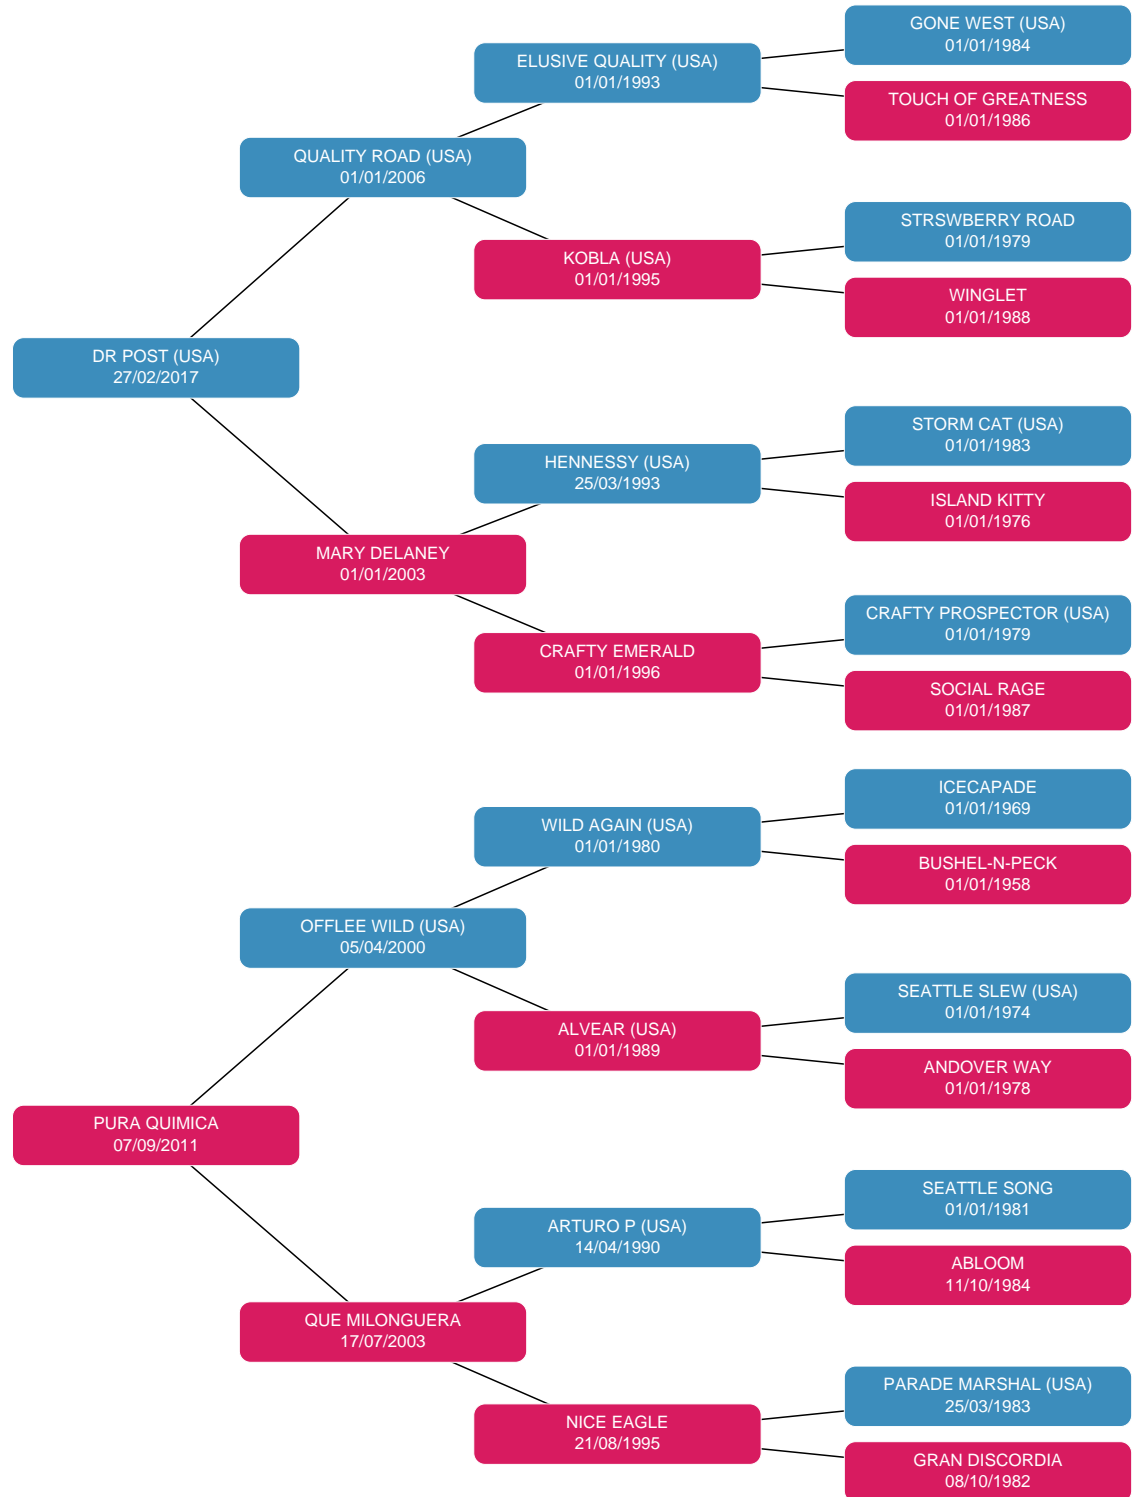 GONE WEST (USA)
01/01/1984
ELUSIVE QUALITY (USA)
01/01/1993
TOUCH OF GREATNESS
01/01/1986
QUALITY ROAD (USA)
01/01/2006
STRSWBERRY ROAD
01/01/1979
KOBLA (USA)
01/01/1995
WINGLET
01/01/1988
DR POST (USA)
27/02/2017
STORM CAT (USA)
01/01/1983
HENNESSY (USA)
25/03/1993
ISLAND KITTY
01/01/1976
MARY DELANEY
01/01/2003
CRAFTY PROSPECTOR (USA)
01/01/1979
CRAFTY EMERALD
01/01/1996
SOCIAL RAGE
01/01/1987
ICECAPADE
01/01/1969
WILD AGAIN (USA)
01/01/1980
BUSHEL-N-PECK
01/01/1958
OFFLEE WILD (USA)
05/04/2000
SEATTLE SLEW (USA)
01/01/1974
ALVEAR (USA)
01/01/1989
ANDOVER WAY
01/01/1978
PURA QUIMICA
07/09/2011
SEATTLE SONG
01/01/1981
ARTURO P (USA)
14/04/1990
ABLOOM
11/10/1984
QUE MILONGUERA
17/07/2003
PARADE MARSHAL (USA)
25/03/1983
NICE EAGLE
21/08/1995
GRAN DISCORDIA
08/10/1982